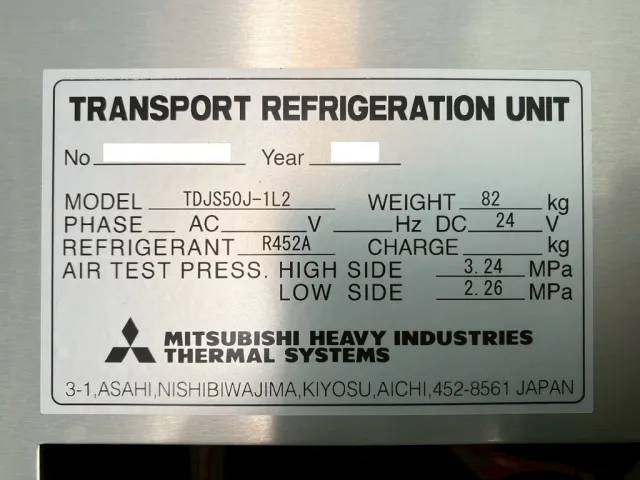 TRANSPORT REFRIGERATION UNIT
No Year
MODEL TDJS50J-1L2 WEIGHT 82 kg
PHASE AC V Hz DC 24 V
REFRIGERANT R452A CHARGE kg
AIR TEST PRESS. HIGH SIDE 3.24 MPa
LOW SIDE 2.26 MPa
MITSUBISHI HEAVY INDUSTRIES
THERMAL SYSTEMS
3-1,ASAHI,NISHIBIWAJIMA,KIYOSU,AICHI,452-8561 JAPAN